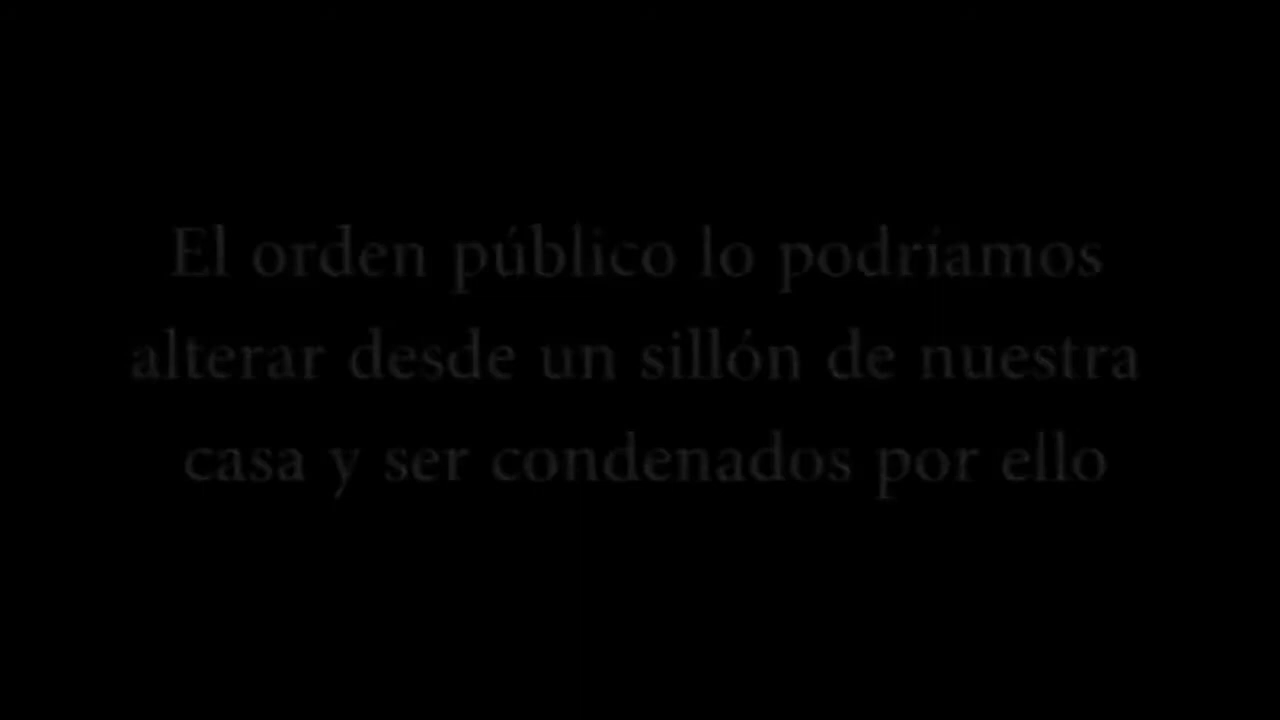 El orden público lo podríamos
alterar desde un sillón de nuestra
casa y ser condenados por ello